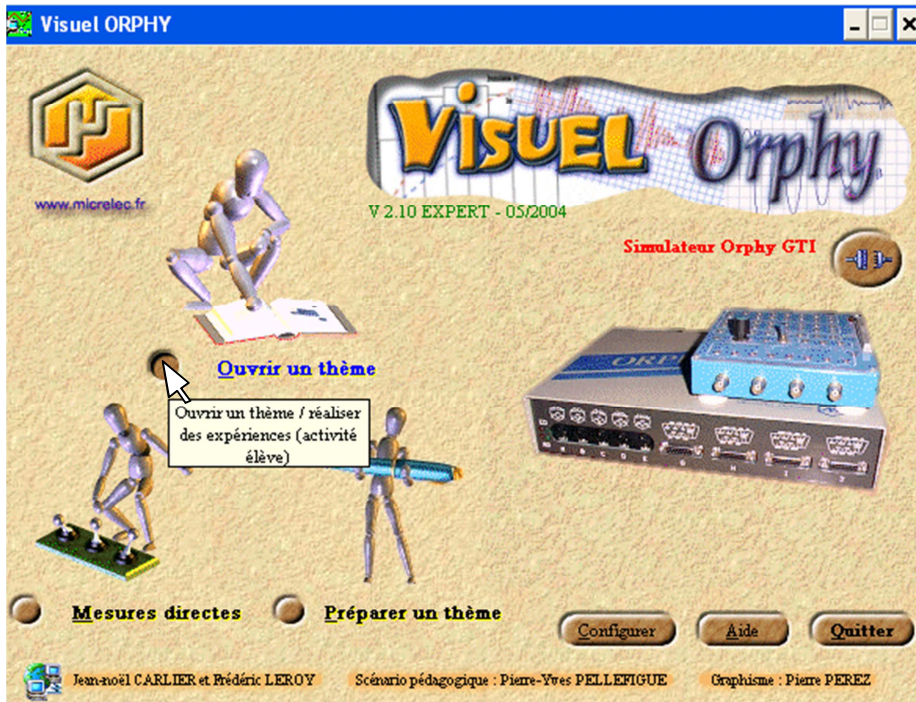 Visuel ORPHY
VISUEL Orphy
www.micrelec.fr
V 2.10 EXPERT - 05/2004
Simulateur Orphy GTI
ORP
Ouvrir un thème
Ouvrir un thème / réaliser
des expériences (activité
élève)
A B C D E G H I J
Mesures directes
Préparer un thème
Configurer
Aide
Quitter
Jean-noël CARLIER et Frédéric LEROY
Scénario pédagogique : Pierre-Yves PELLEFIGUE
Graphisme : Pierre PEREZ